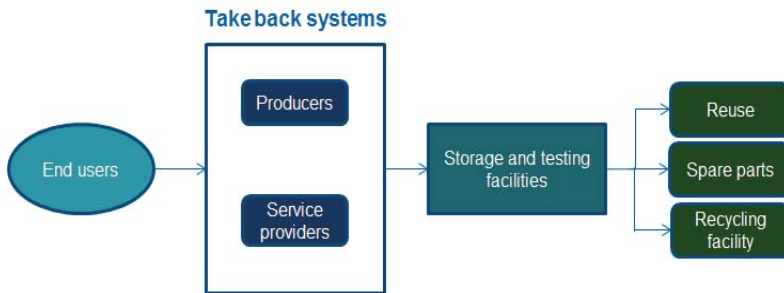 Take back systems
Producers
End users
Service
providers
Storage and testing
facilities
Reuse
Spare parts
Recycling
facility